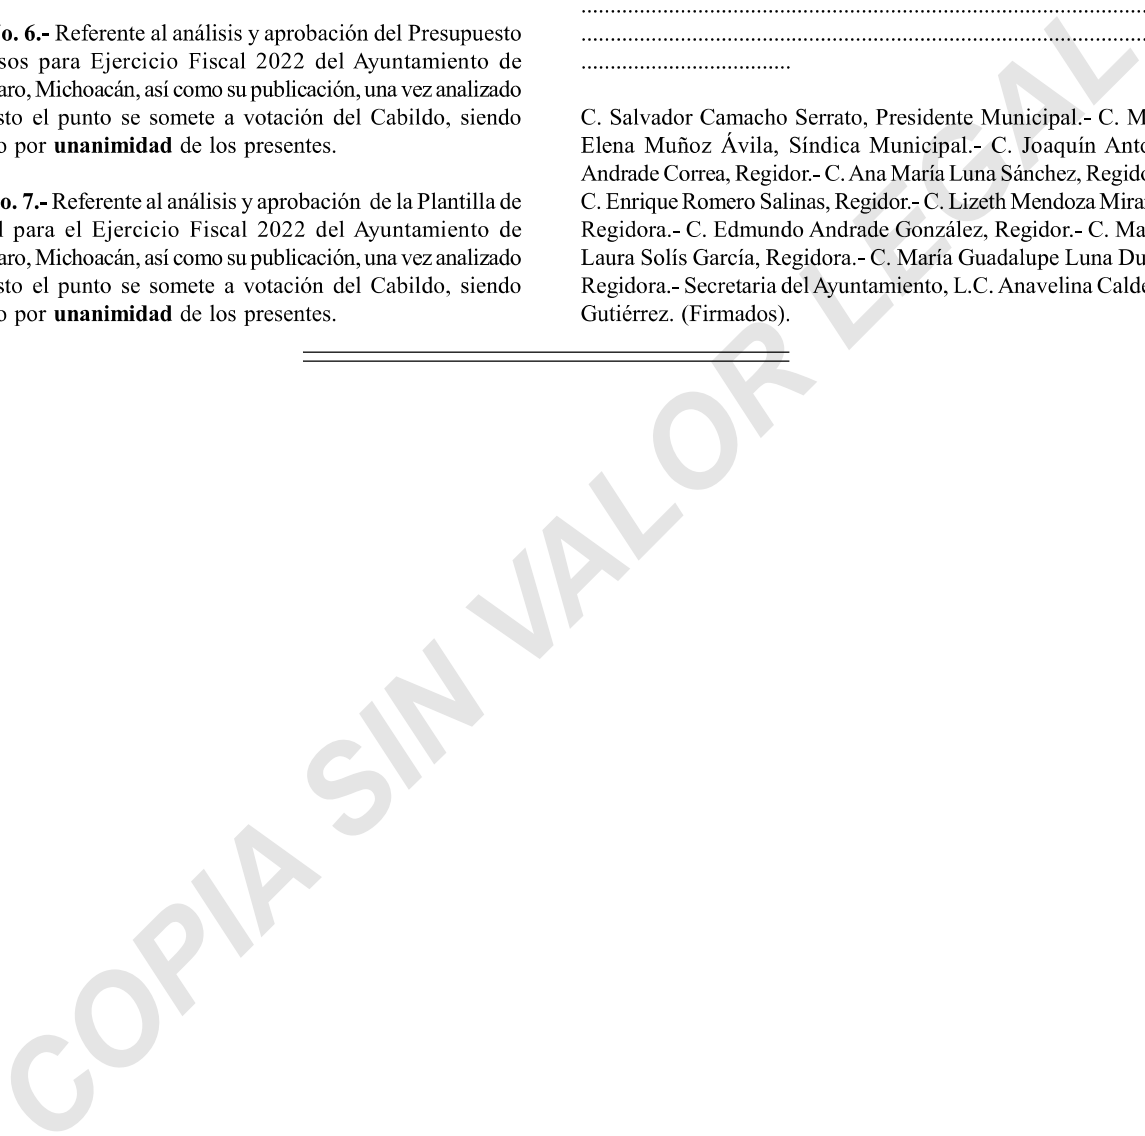 o. 6.- Referente al análisis y aprobación del Presupuesto
sos para Ejercicio Fiscal 2022 del Ayuntamiento de
aro, Michoacán, así como su publicación, una vez analizado
sto el punto se somete a votación del Cabildo, siendo
o por unanimidad de los presentes.
o. 7.- Referente al análisis y aprobación de la Plantilla de
l para el Ejercicio Fiscal 2022 del Ayuntamiento de
aro, Michoacán, así como su publicación, una vez analizado
sto el punto se somete a votación del Cabildo, siendo
o por unanimidad de los presentes.
C. Salvador Camacho Serrato, Presidente Municipal.- C. M
Elena Muñoz Ávila, Síndica Municipal.- C. Joaquín Anto
Andrade Correa, Regidor.- C. Ana María Luna Sánchez, Regido
C. Enrique Romero Salinas, Regidor.- C. Lizeth Mendoza Mira
Regidora.- C. Edmundo Andrade González, Regidor.- C. Ma
Laura Solís García, Regidora.- C. María Guadalupe Luna Du
Regidora.- Secretaria del Ayuntamiento, L.C. Anavelina Calde
Gutiérrez. (Firmados).
COPIA SIN VALOR LEGAL